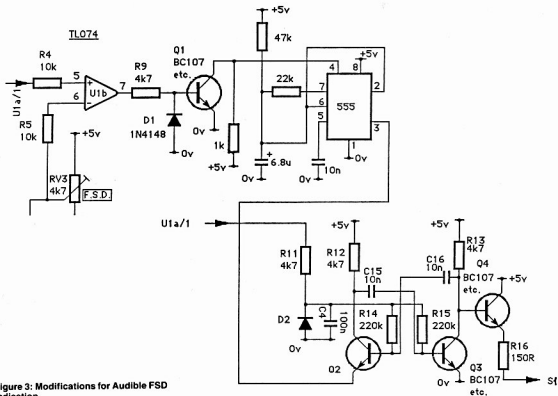 TL074
+5v
47k
+5v
R4
10k
R9
4k7
Q1
BC107
etc.
5
+
6
-
U1b
7
U1a/1
4
8
22k
7
2
6
555
5
3
1
0v
R5
10k
D1
1N4148
0v
0v
+5v
1k
+5v
+
6.8u
0v
10n
0v
RV3
4k7
F.S.D.
U1a/1
+5v
+5v
R11
4k7
R12
4k7
C15
10n
C16
10n
R13
4k7
Q4
BC107
etc.
+5v
D2
C4
100n
0v
R14
220k
R15
220k
Q2
Q3
BC107
etc.
0v
R16
150R
Figure 3: Modifications for Audible FSD